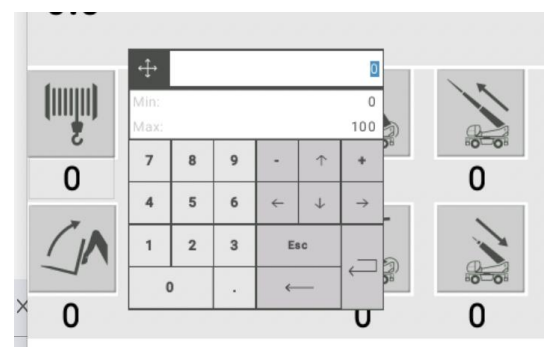 0
Min: 0
Max: 100
7 8 9 - ↑ +
4 5 6 ← ↓ →
1 2 3 Esc
0 . ←
0 0
0 0 0